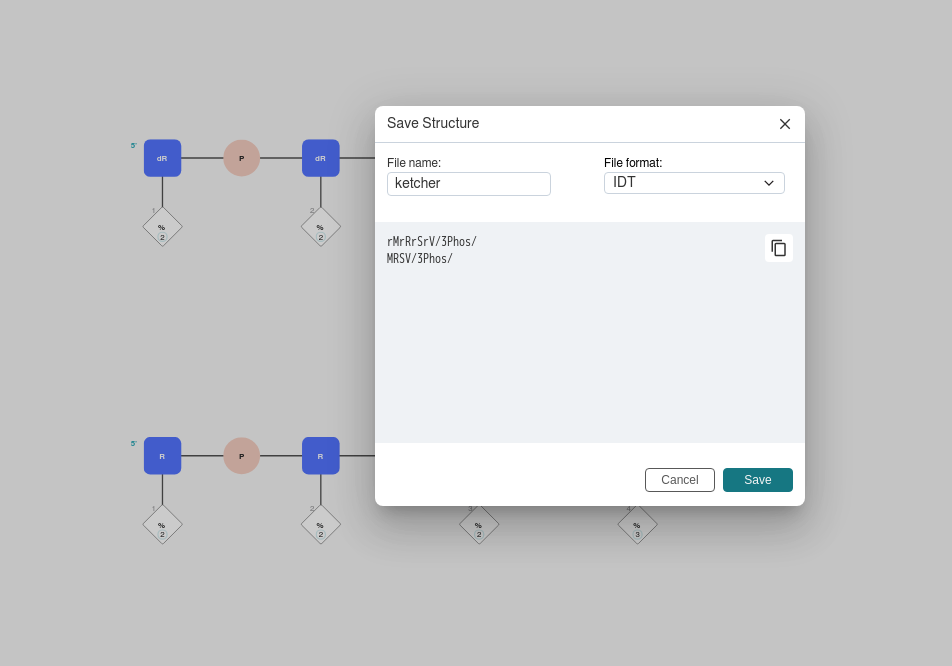 Save Structure
File name:
File format:
ketcher
IDT
rMrRrSrV/3Phos/
MRSV/3Phos/
Cancel
Save
5'
dR
P
dR
1
2
%
2
%
2
5'
R
P
R
1
2
3
4
%
2
%
2
%
2
%
3